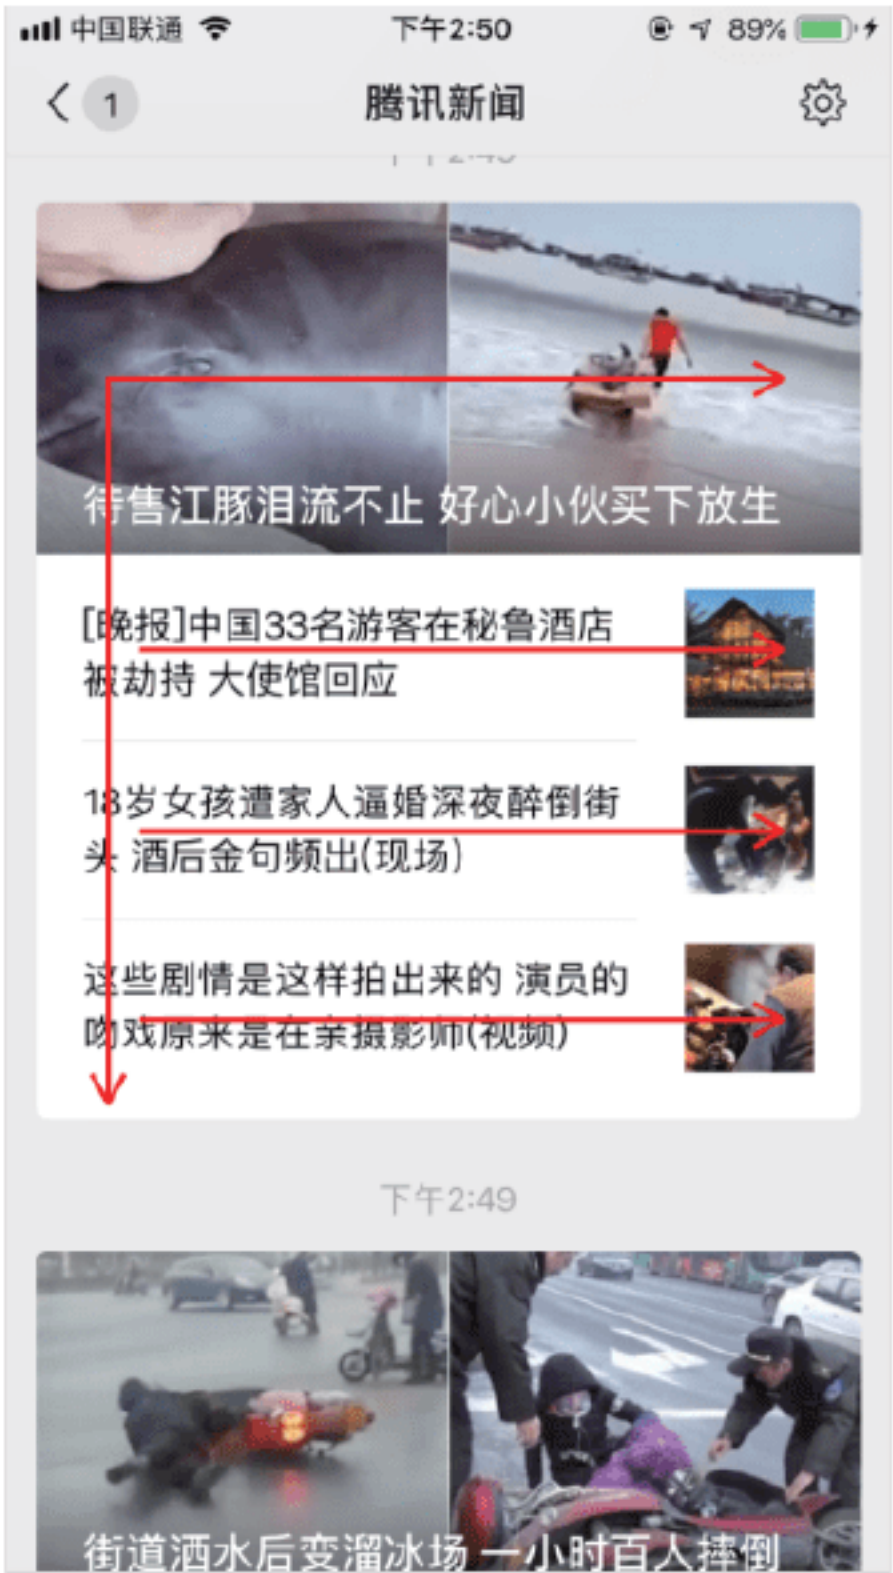 中国联通 下午2:50 89%
1 腾讯新闻
待售江豚泪流不止 好心小伙买下放生
[晚报]中国33名游客在秘鲁酒店
被劫持 大使馆回应
18岁女孩遭家人逼婚深夜醉倒街
头 酒后金句频出(现场)
这些剧情是这样拍出来的 演员的
吻戏原来是在亲摄影师(视频)
下午2:49
街道洒水后变溜冰场 一小时百人摔倒